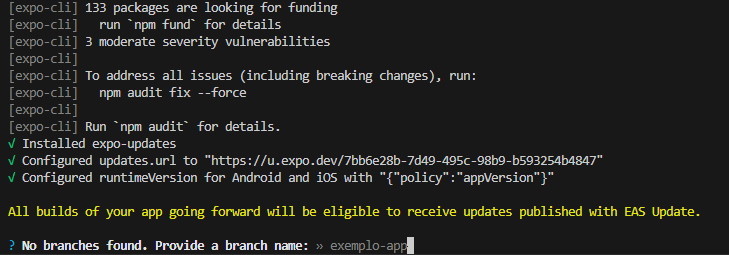 [expo-cli] 133 packages are looking for funding
[expo-cli]   run `npm fund` for details
[expo-cli] 3 moderate severity vulnerabilities
[expo-cli]
[expo-cli] To address all issues (including breaking changes), run:
[expo-cli]   npm audit fix --force
[expo-cli]
[expo-cli] Run `npm audit` for details.
√ Installed expo-updates
√ Configured updates.url to "https://u.expo.dev/7bb6e28b-7d49-495c-98b9-b593254b4847"
√ Configured runtimeVersion for Android and iOS with "{"policy":"appVersion"}"
All builds of your app going forward will be eligible to receive updates published with EAS Update.
? No branches found. Provide a branch name: » exemplo-app